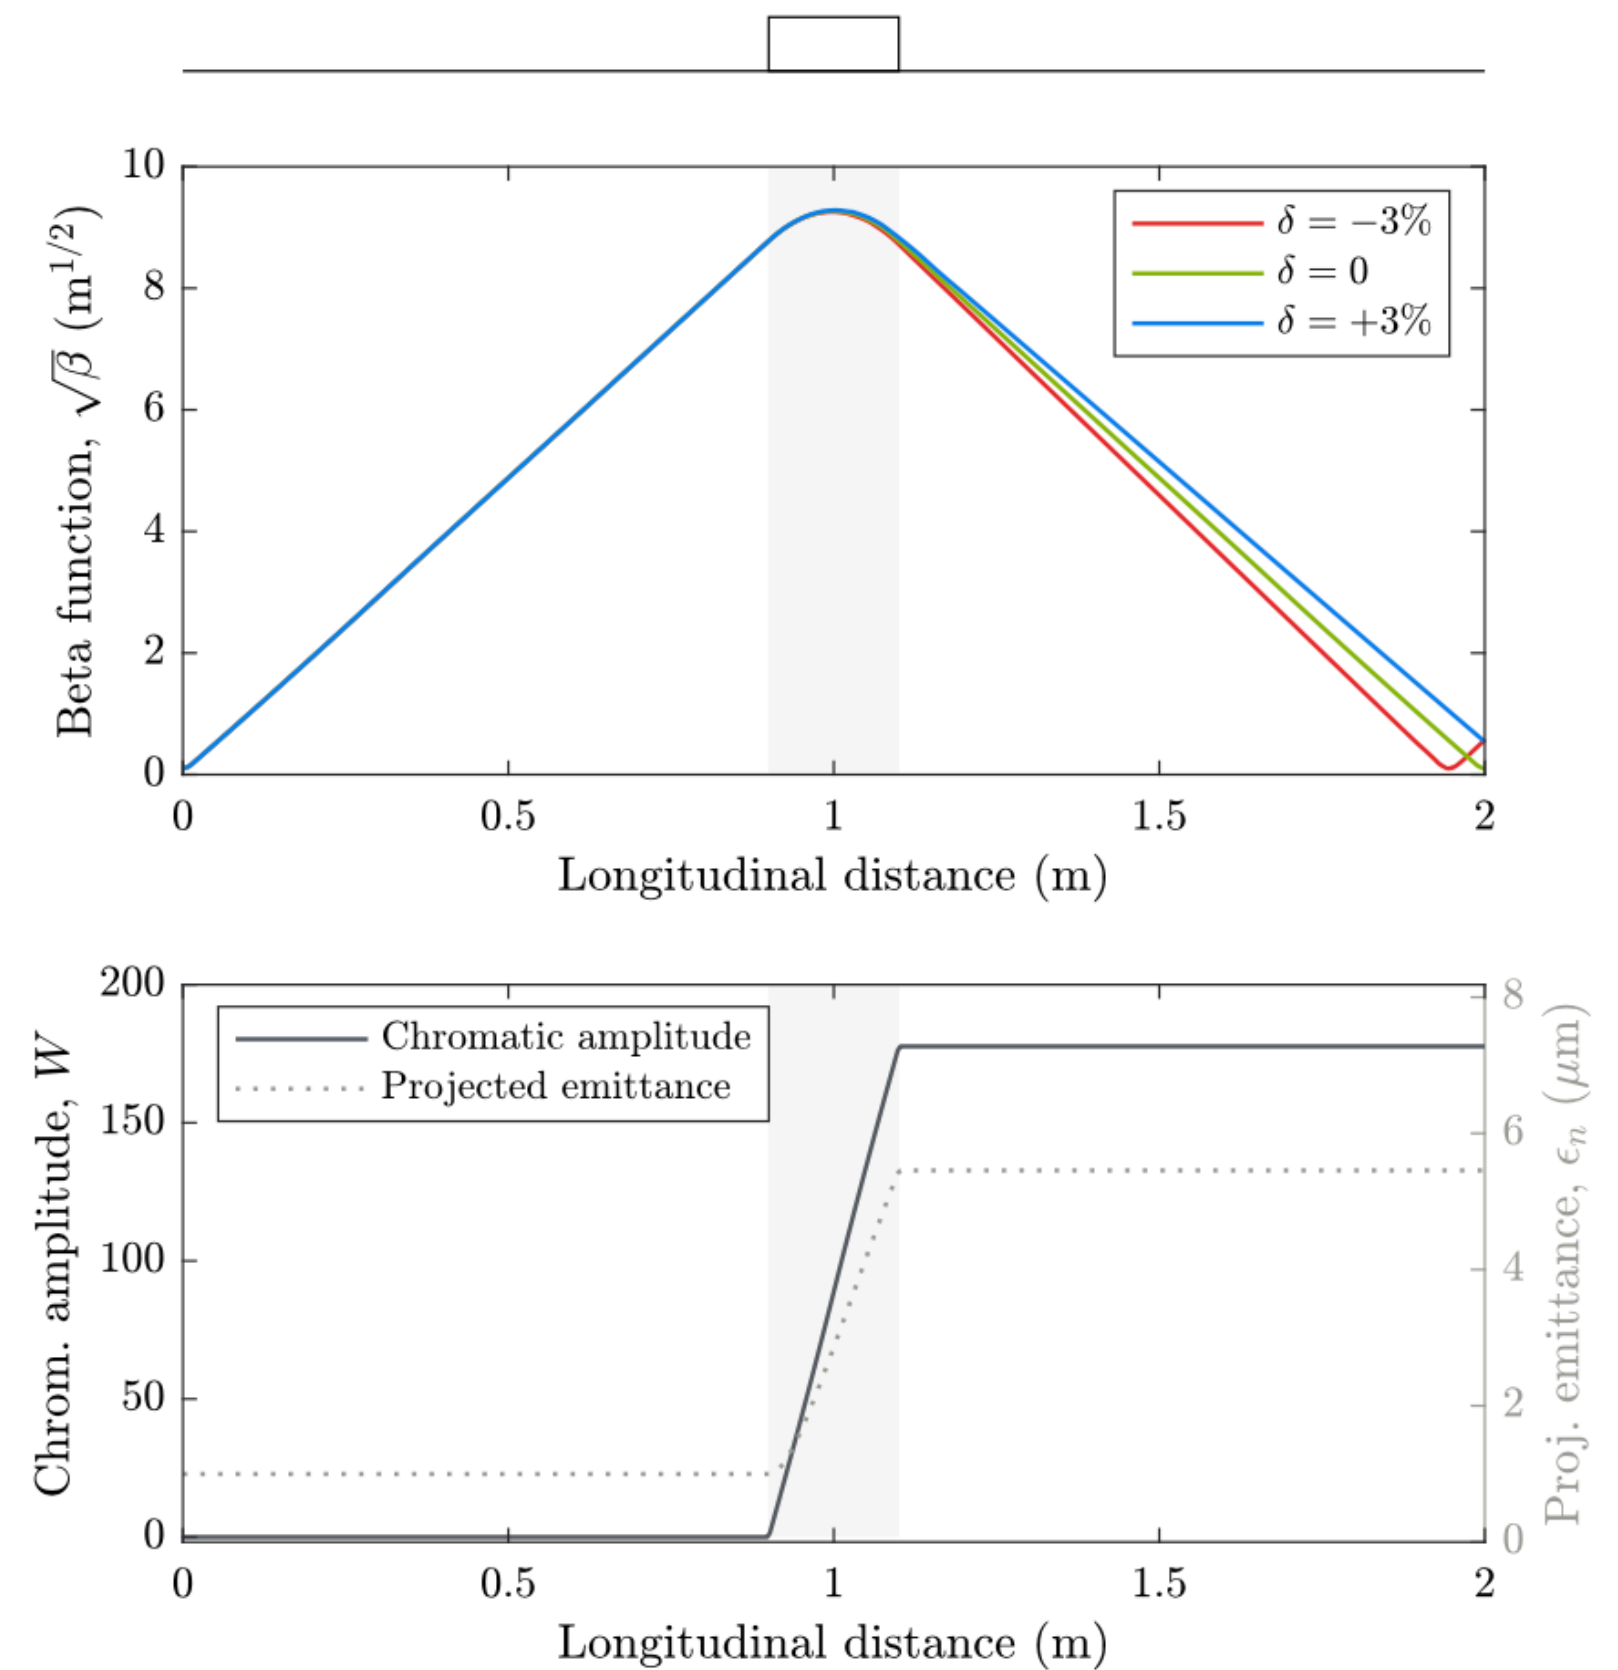 10
8
6
4
2
0
Beta function, √β (m^{1/2})
δ = −3%
δ = 0
δ = +3%
0 0.5 1 1.5 2
Longitudinal distance (m)
200
150
100
50
0
Chrom. amplitude, W
Chromatic amplitude
Projected emittance
8
6
4
2
0
Proj. emittance, ϵₙ (μm)
0 0.5 1 1.5 2
Longitudinal distance (m)